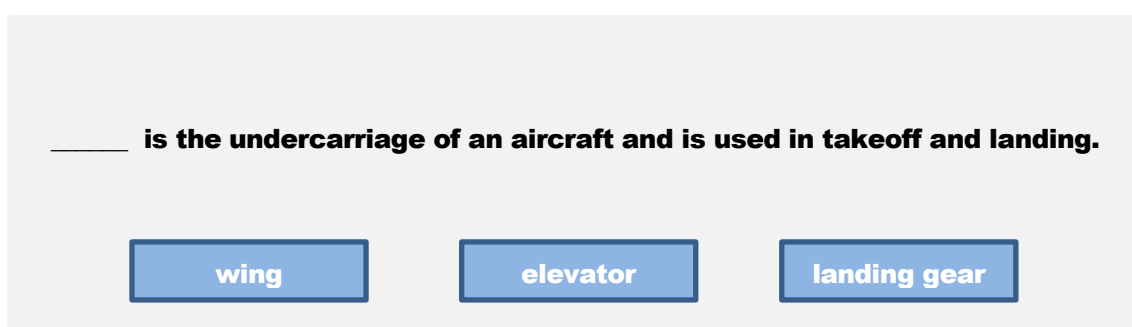 ______ is the undercarriage of an aircraft and is used in takeoff and landing.
wing
elevator
landing gear